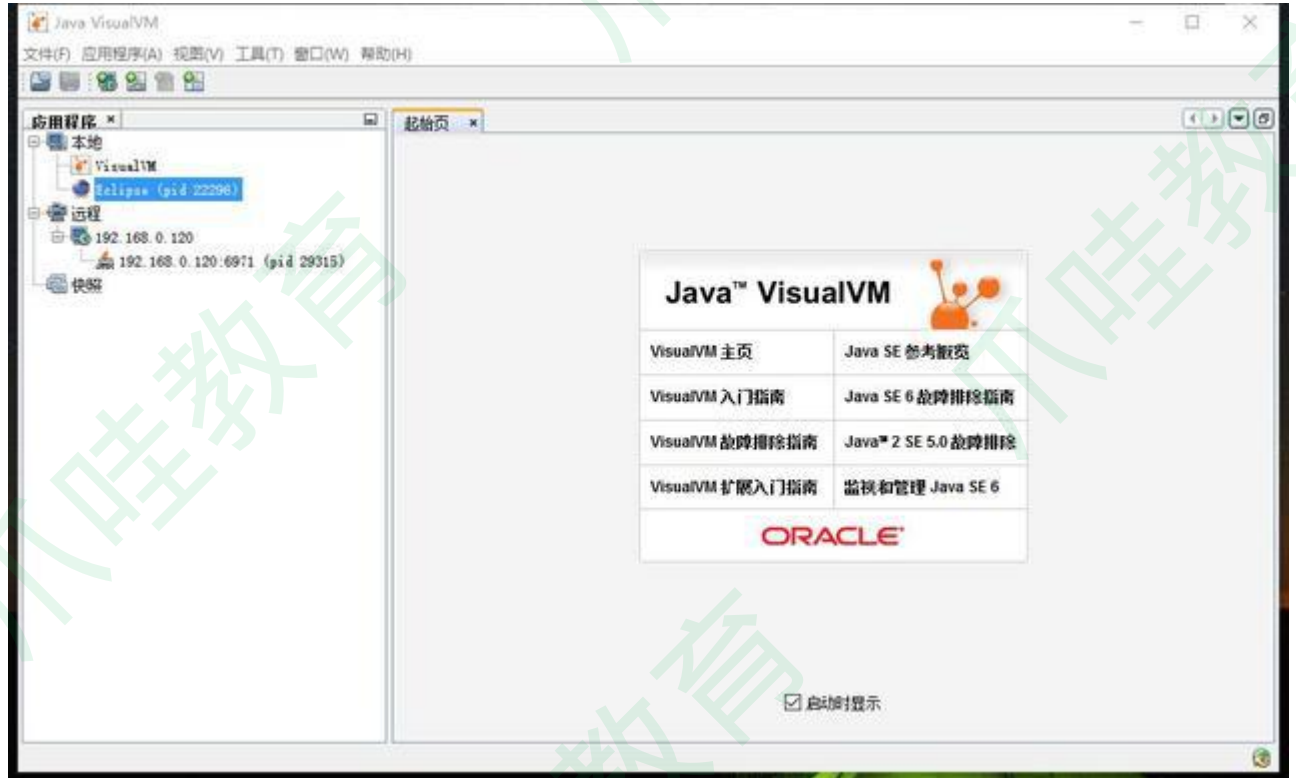 Java VisualVM
文件(F) 应用程序(A) 视图(V) 工具(T) 窗口(W) 帮助(H)
应用程序
起始页
本地
VisualVM
Eclipse (pid 22296)
远程
192.168.0.120
192.168.0.120:6971 (pid 29315)
快照
Java™ VisualVM
VisualVM 主页
Java SE 参考概览
VisualVM 入门指南
Java SE 6 故障排除指南
VisualVM 故障排除指南
Java™ 2 SE 5.0 故障排除
VisualVM 扩展入门指南
监视和管理 Java SE 6
ORACLE
启动时显示
爪哇教育